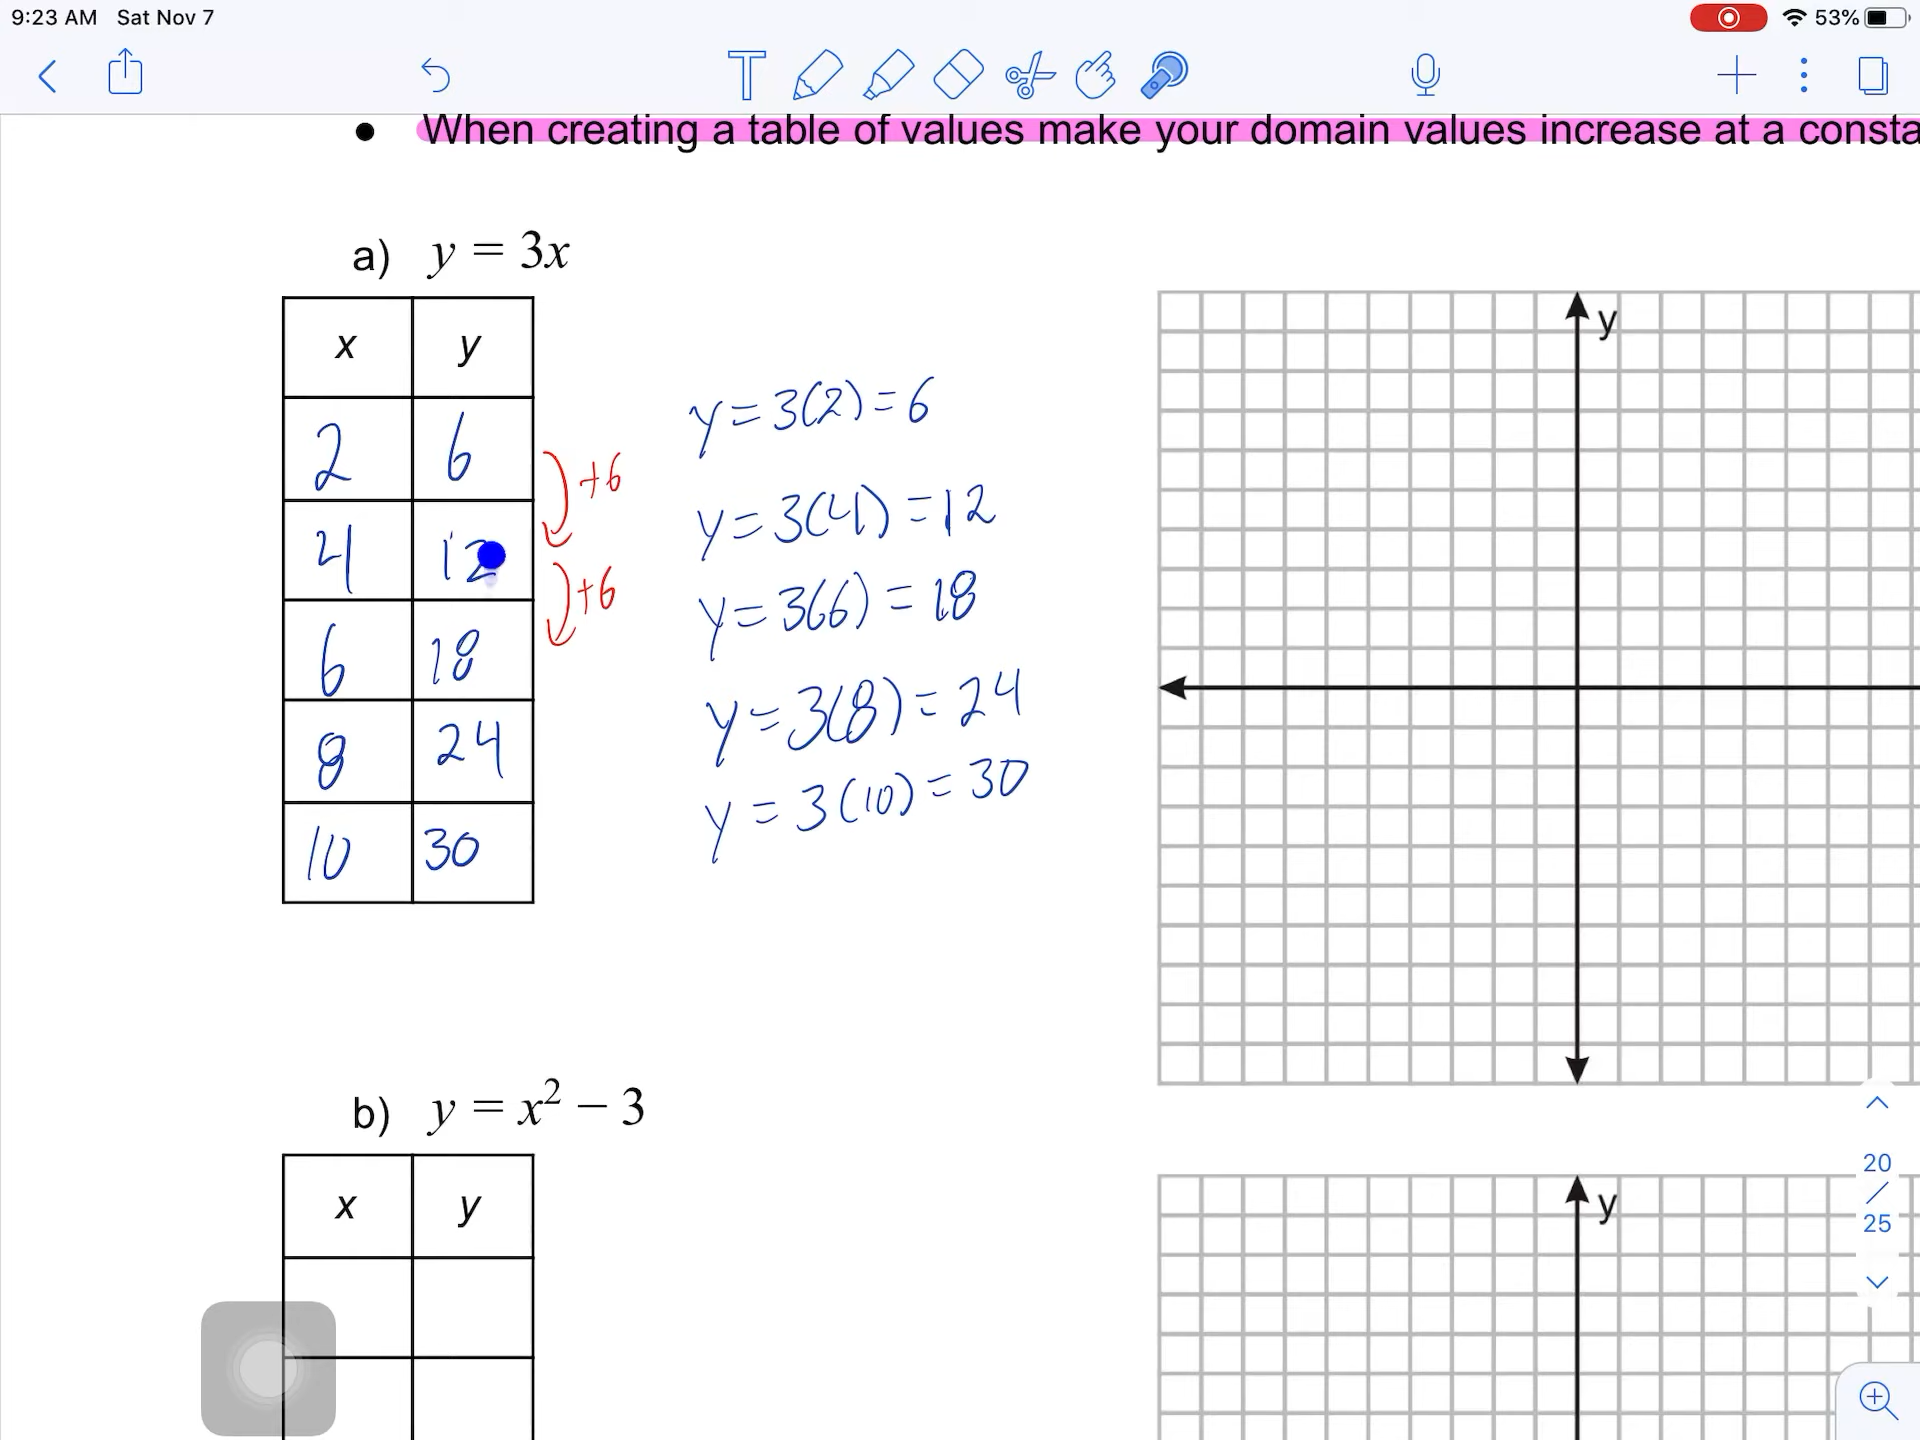 9:23 AM Sat Nov 7
53%
T
• When creating a table of values make your domain values increase at a consta
a) y = 3x
x y
2 6
+6
4 12
+6
6 18
8 24
10 30
y = 3(2) = 6
y = 3(4) = 12
y = 3(6) = 18
y = 3(8) = 24
y = 3(10) = 30
y
b) y = x² − 3
x y
y
20
/
25